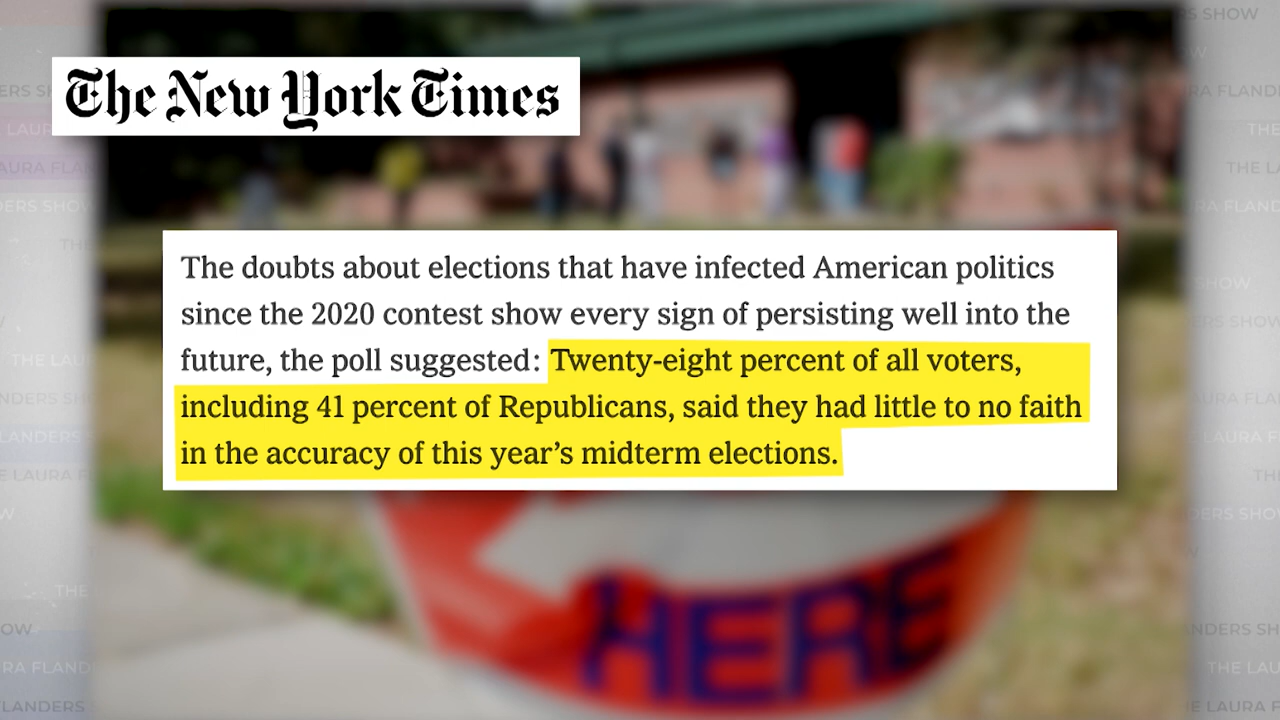 The New York Times
The doubts about elections that have infected American politics
since the 2020 contest show every sign of persisting well into the
future, the poll suggested: Twenty-eight percent of all voters,
including 41 percent of Republicans, said they had little to no faith
in the accuracy of this year’s midterm elections.
HERE